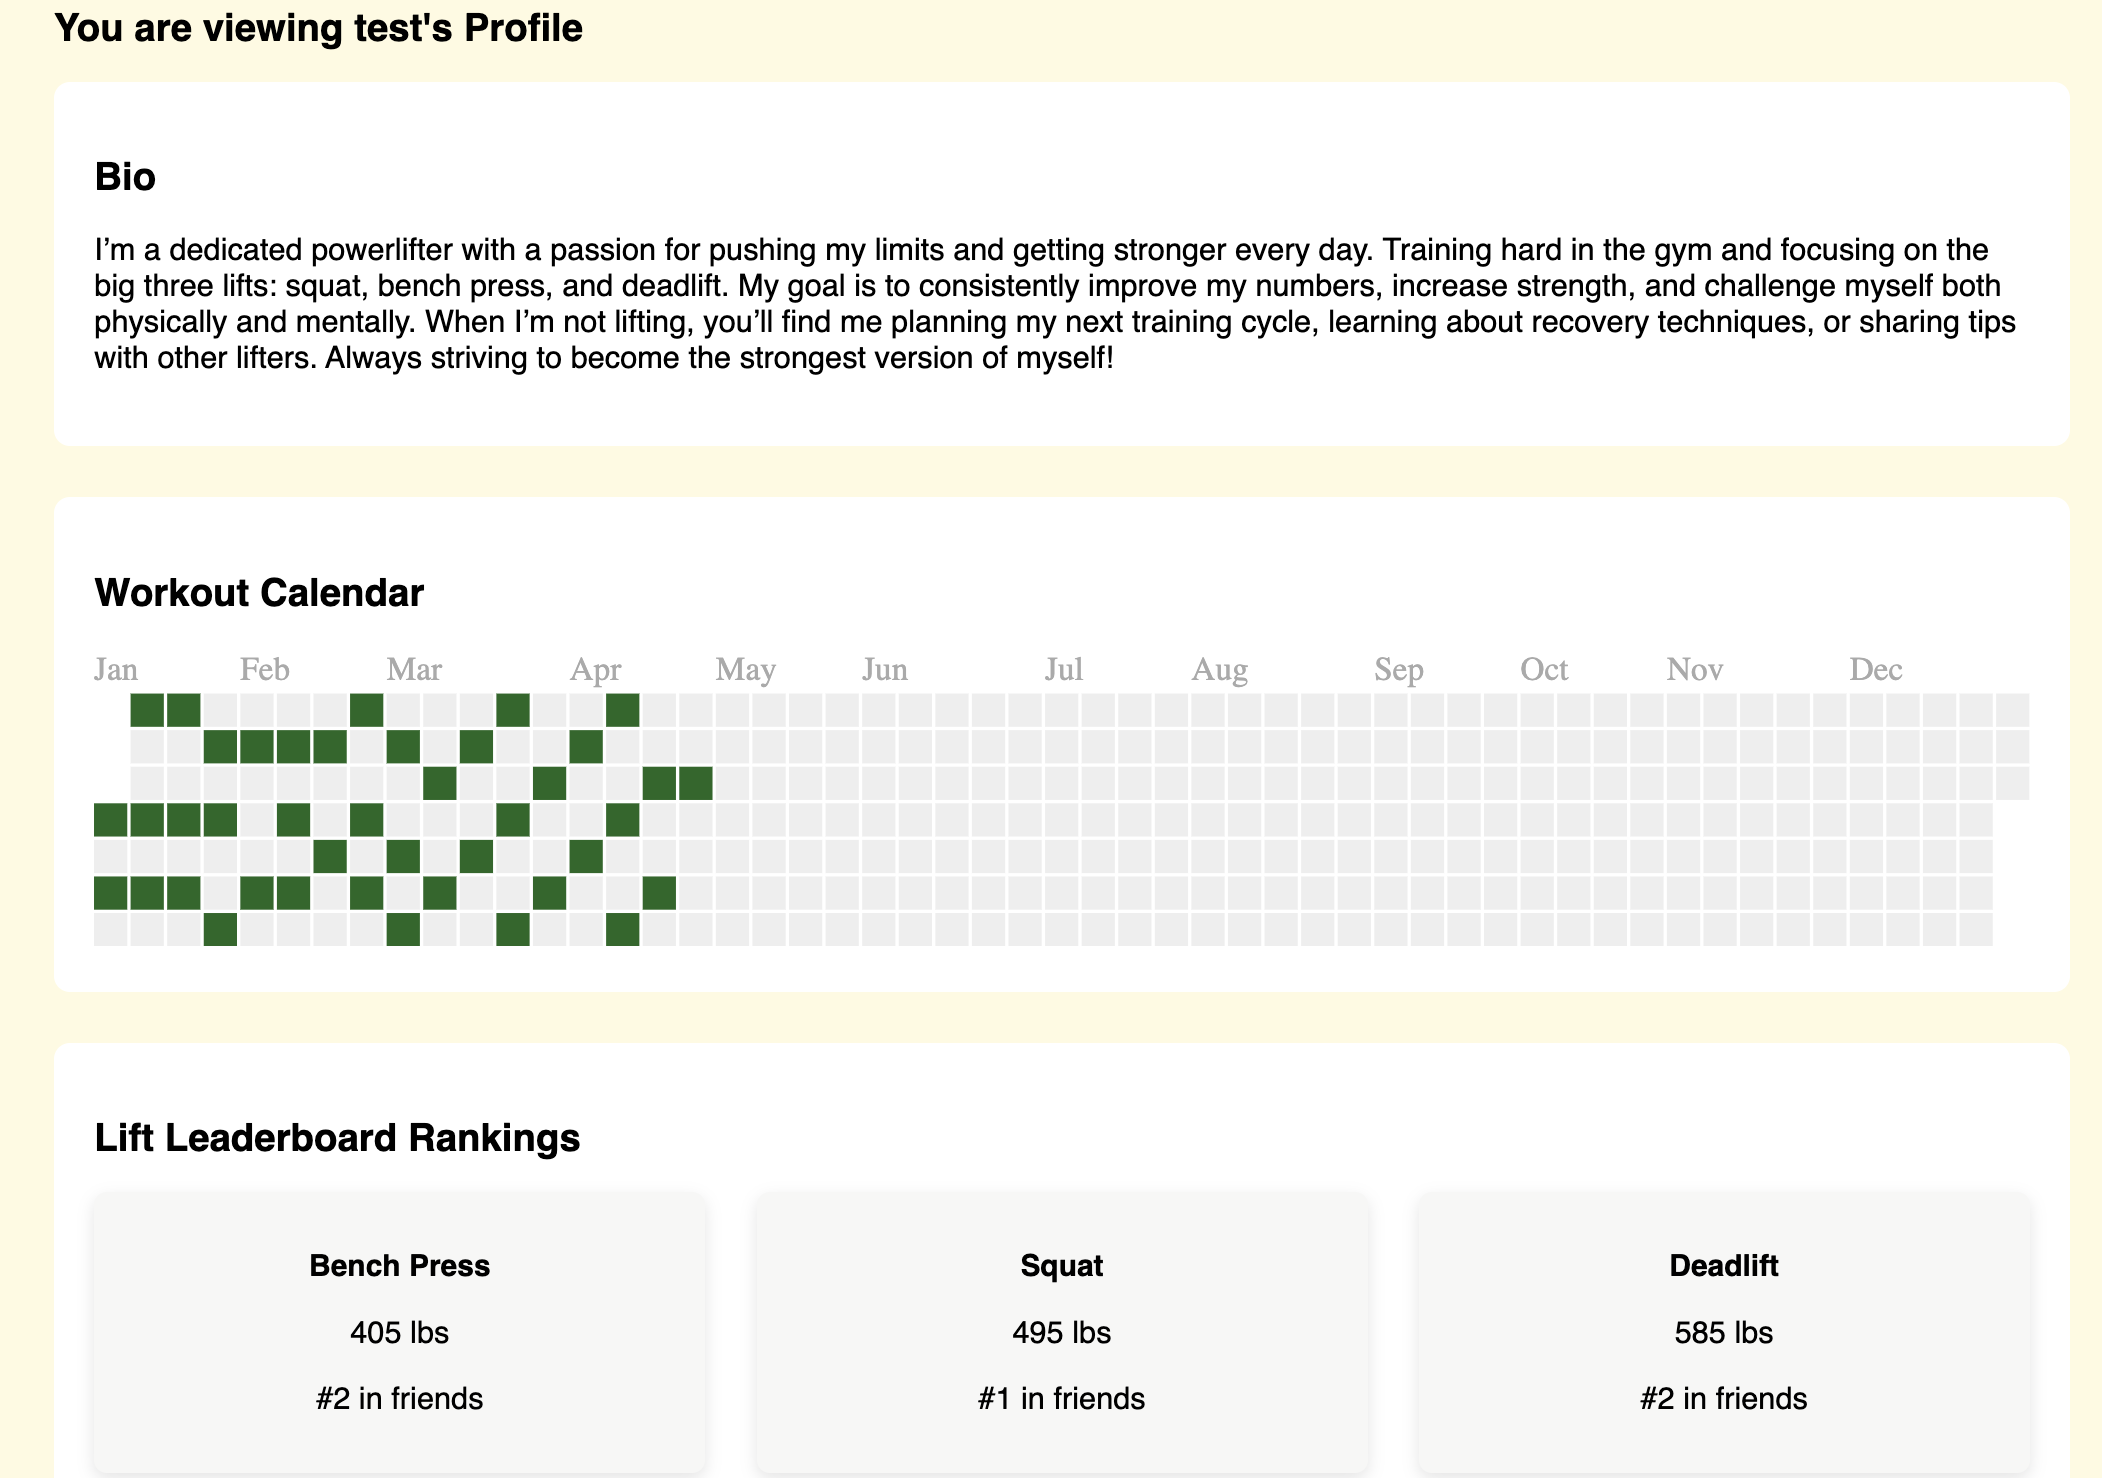 You are viewing test's Profile
Bio
I’m a dedicated powerlifter with a passion for pushing my limits and getting stronger every day. Training hard in the gym and focusing on the
big three lifts: squat, bench press, and deadlift. My goal is to consistently improve my numbers, increase strength, and challenge myself both
physically and mentally. When I’m not lifting, you’ll find me planning my next training cycle, learning about recovery techniques, or sharing tips
with other lifters. Always striving to become the strongest version of myself!
Workout Calendar
Jan Feb Mar Apr May Jun Jul Aug Sep Oct Nov Dec
Lift Leaderboard Rankings
Bench Press
405 lbs
#2 in friends
Squat
495 lbs
#1 in friends
Deadlift
585 lbs
#2 in friends